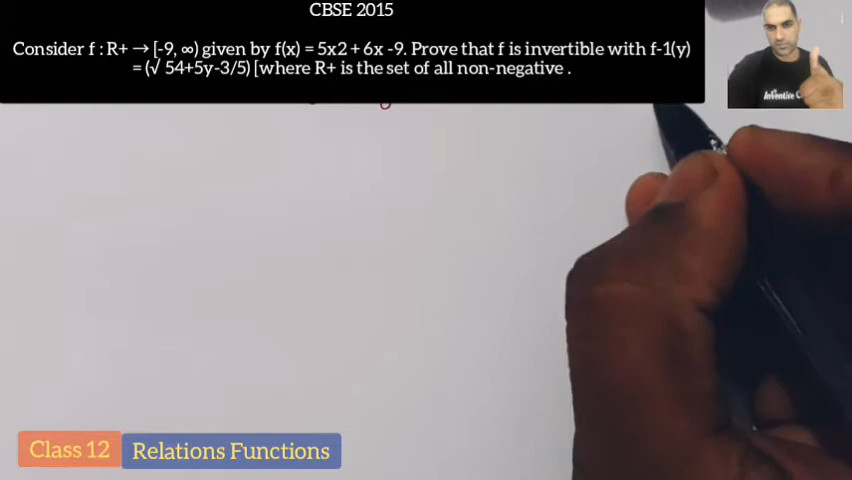 CBSE 2015
Consider f : R+ → [-9, ∞) given by f(x) = 5x2 + 6x -9. Prove that f is invertible with f-1(y)
= (√ 54+5y-3/5) [where R+ is the set of all non-negative .
Class 12
Relations Functions